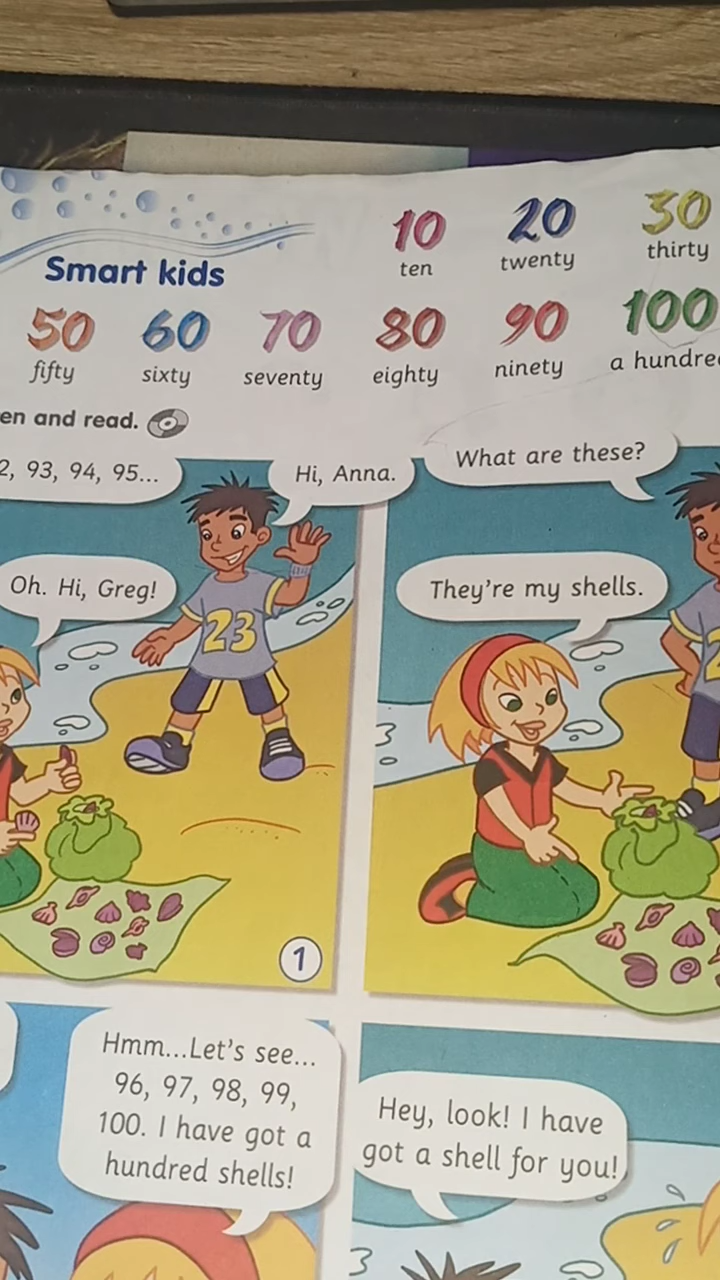 Smart kids
10 20 30
ten twenty thirty
50 60 70 80 90 100
fifty sixty seventy eighty ninety a hundre
en and read.
2, 93, 94, 95...
Hi, Anna.
Oh. Hi, Greg!
23
1
What are these?
They're my shells.
Hmm...Let's see...
96, 97, 98, 99,
100. I have got a
hundred shells!
Hey, look! I have
got a shell for you!